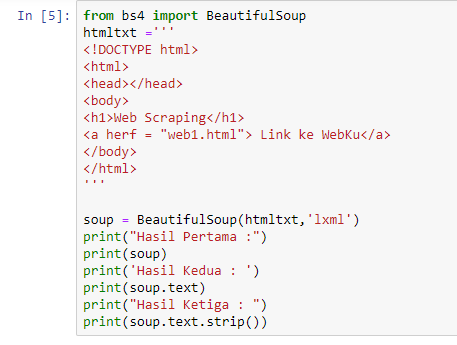 In [5]: from bs4 import BeautifulSoup
htmltxt ='''
<!DOCTYPE html>
<html>
<head></head>
<body>
<h1>Web Scraping</h1>
<a herf = "web1.html"> Link ke WebKu</a>
</body>
</html>
'''

soup = BeautifulSoup(htmltxt,'lxml')
print("Hasil Pertama :")
print(soup)
print('Hasil Kedua : ')
print(soup.text)
print("Hasil Ketiga : ")
print(soup.text.strip())